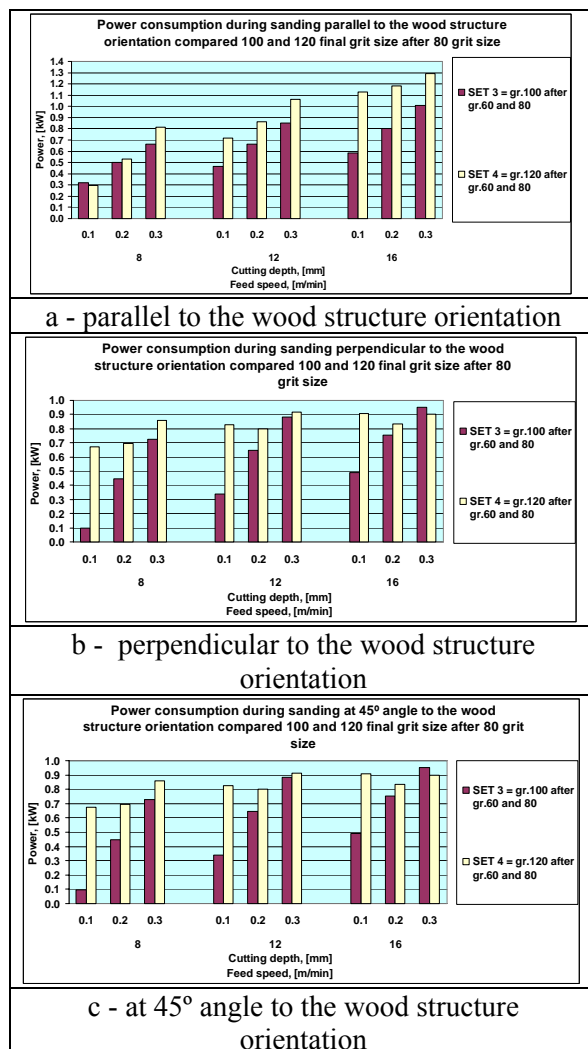 Power consumption during sanding parallel to the wood structure
orientation compared 100 and 120 final grit size after 80 grit size
1.4
1.3
1.2
1.1
1.0
0.9
0.8
0.7
0.6
0.5
0.4
0.3
0.2
0.1
0.0
Power, [kW]
0.1 0.2 0.3 0.1 0.2 0.3 0.1 0.2 0.3
8 12 16
Cutting depth, [mm]
Feed speed, [m/min]
SET 3 = gr.100 after
gr.60 and 80
SET 4 = gr.120 after
gr.60 and 80
a - parallel to the wood structure orientation
Power consumption during sanding perpendicular to the wood
structure orientation compared 100 and 120 final grit size after 80
grit size
1.0
0.9
0.8
0.7
0.6
0.5
0.4
0.3
0.2
0.1
0.0
Power, [kW]
0.1 0.2 0.3 0.1 0.2 0.3 0.1 0.2 0.3
8 12 16
Cutting depth, [mm]
Feed speed, [m/min]
SET 3 = gr.100 after
gr.60 and 80
SET 4 = gr.120 after
gr.60 and 80
b - perpendicular to the wood structure
orientation
Power consumption during sanding at 45º angle to the wood
structure orientation compared 100 and 120 final grit size after 80 grit
size
1.0
0.9
0.8
0.7
0.6
0.5
0.4
0.3
0.2
0.1
0.0
Power, [kW]
0.1 0.2 0.3 0.1 0.2 0.3 0.1 0.2 0.3
8 12 16
Cutting depth, [mm]
Feed speed, [m/min]
SET 3 = gr.100 after
gr.60 and 80
SET 4 = gr.120 after
gr.60 and 80
c - at 45º angle to the wood structure
orientation